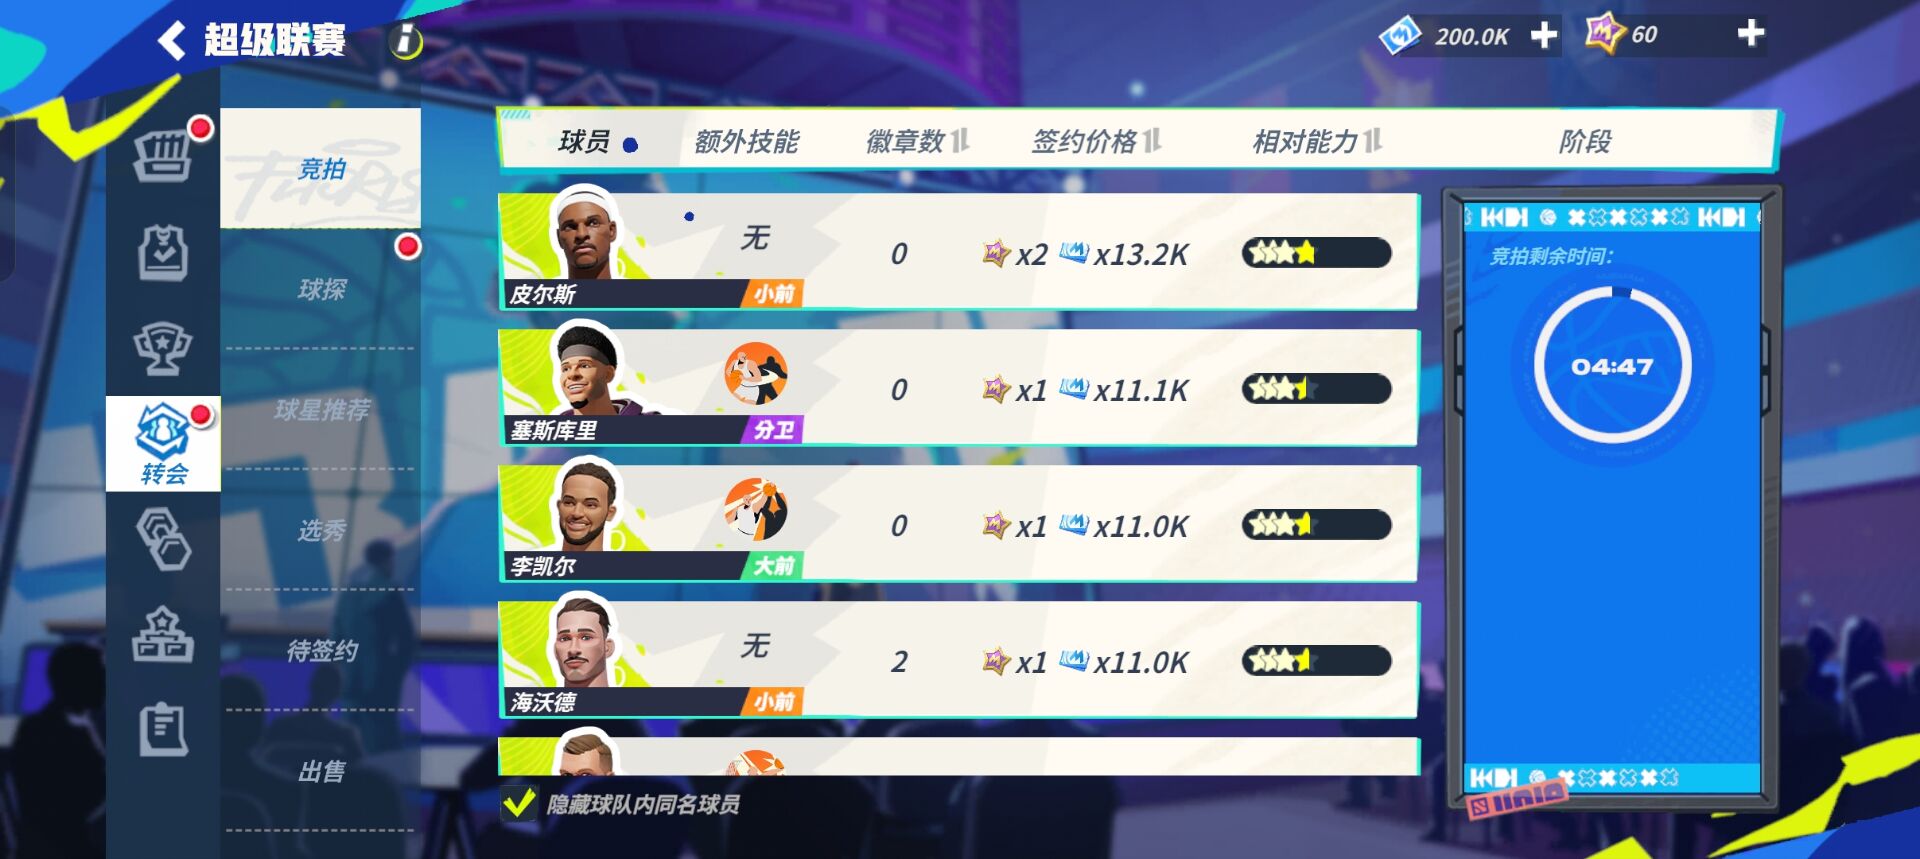 超级联赛
200.0K
60
竞拍
球探
球星推荐
选秀
待签约
出售
转会
球员 额外技能 徽章数 签约价格 相对能力 阶段
无 0 x2 x13.2K
皮尔斯 小前
0 x1 x11.1K
塞斯库里 分卫
0 x1 x11.0K
李凯尔 大前
无 2 x1 x11.0K
海沃德 小前
隐藏球队内同名球员
竞拍剩余时间:
04:47